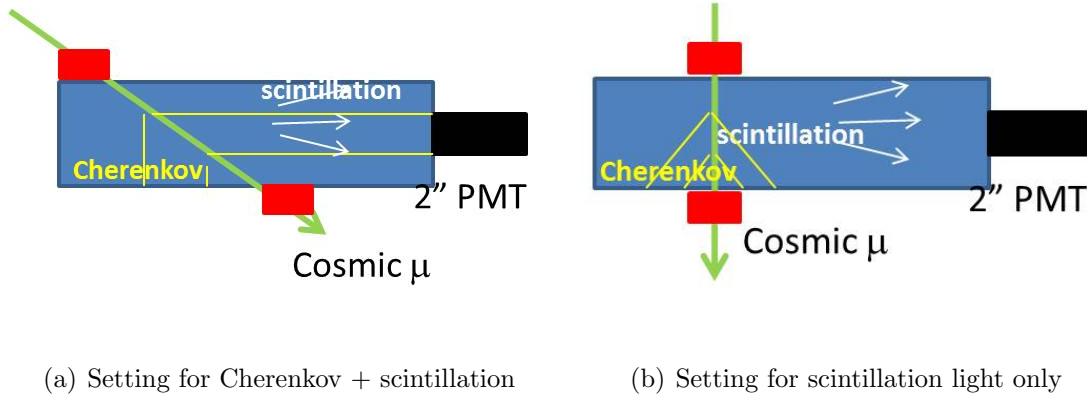 scintillation
Cherenkov
2” PMT
Cosmic μ
scintillation
Cherenkov
2” PMT
Cosmic μ
(a) Setting for Cherenkov + scintillation
(b) Setting for scintillation light only